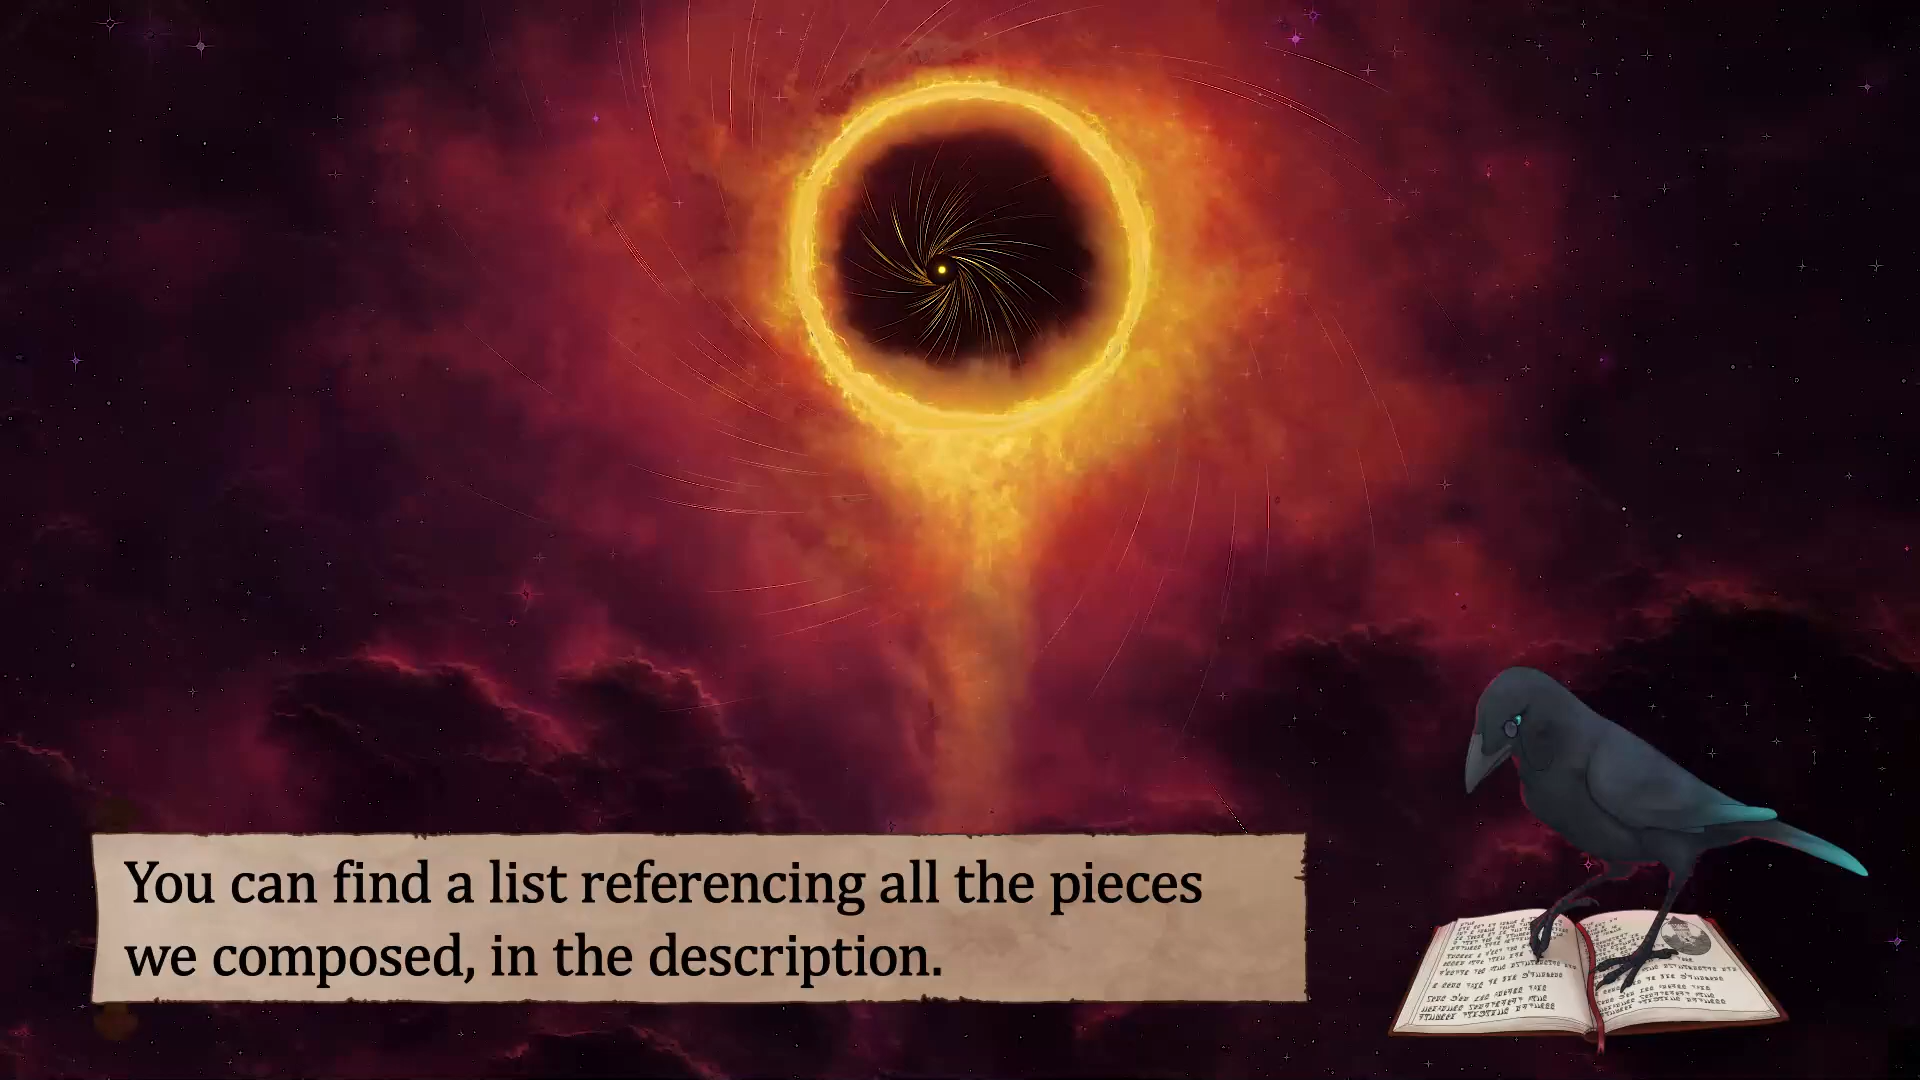 You can find a list referencing all the pieces
we composed, in the description.